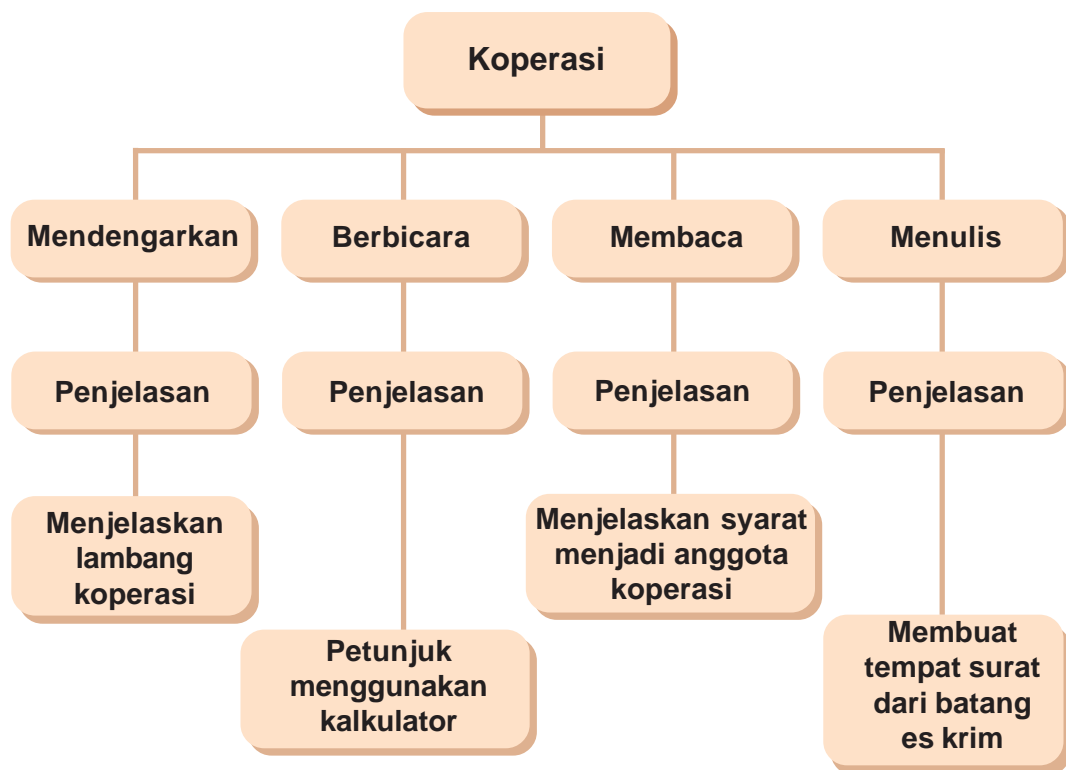 Koperasi
Mendengarkan
Berbicara
Membaca
Menulis
Penjelasan
Penjelasan
Penjelasan
Penjelasan
Menjelaskan
lambang
koperasi
Petunjuk
menggunakan
kalkulator
Menjelaskan syarat
menjadi anggota
koperasi
Membuat
tempat surat
dari batang
es krim